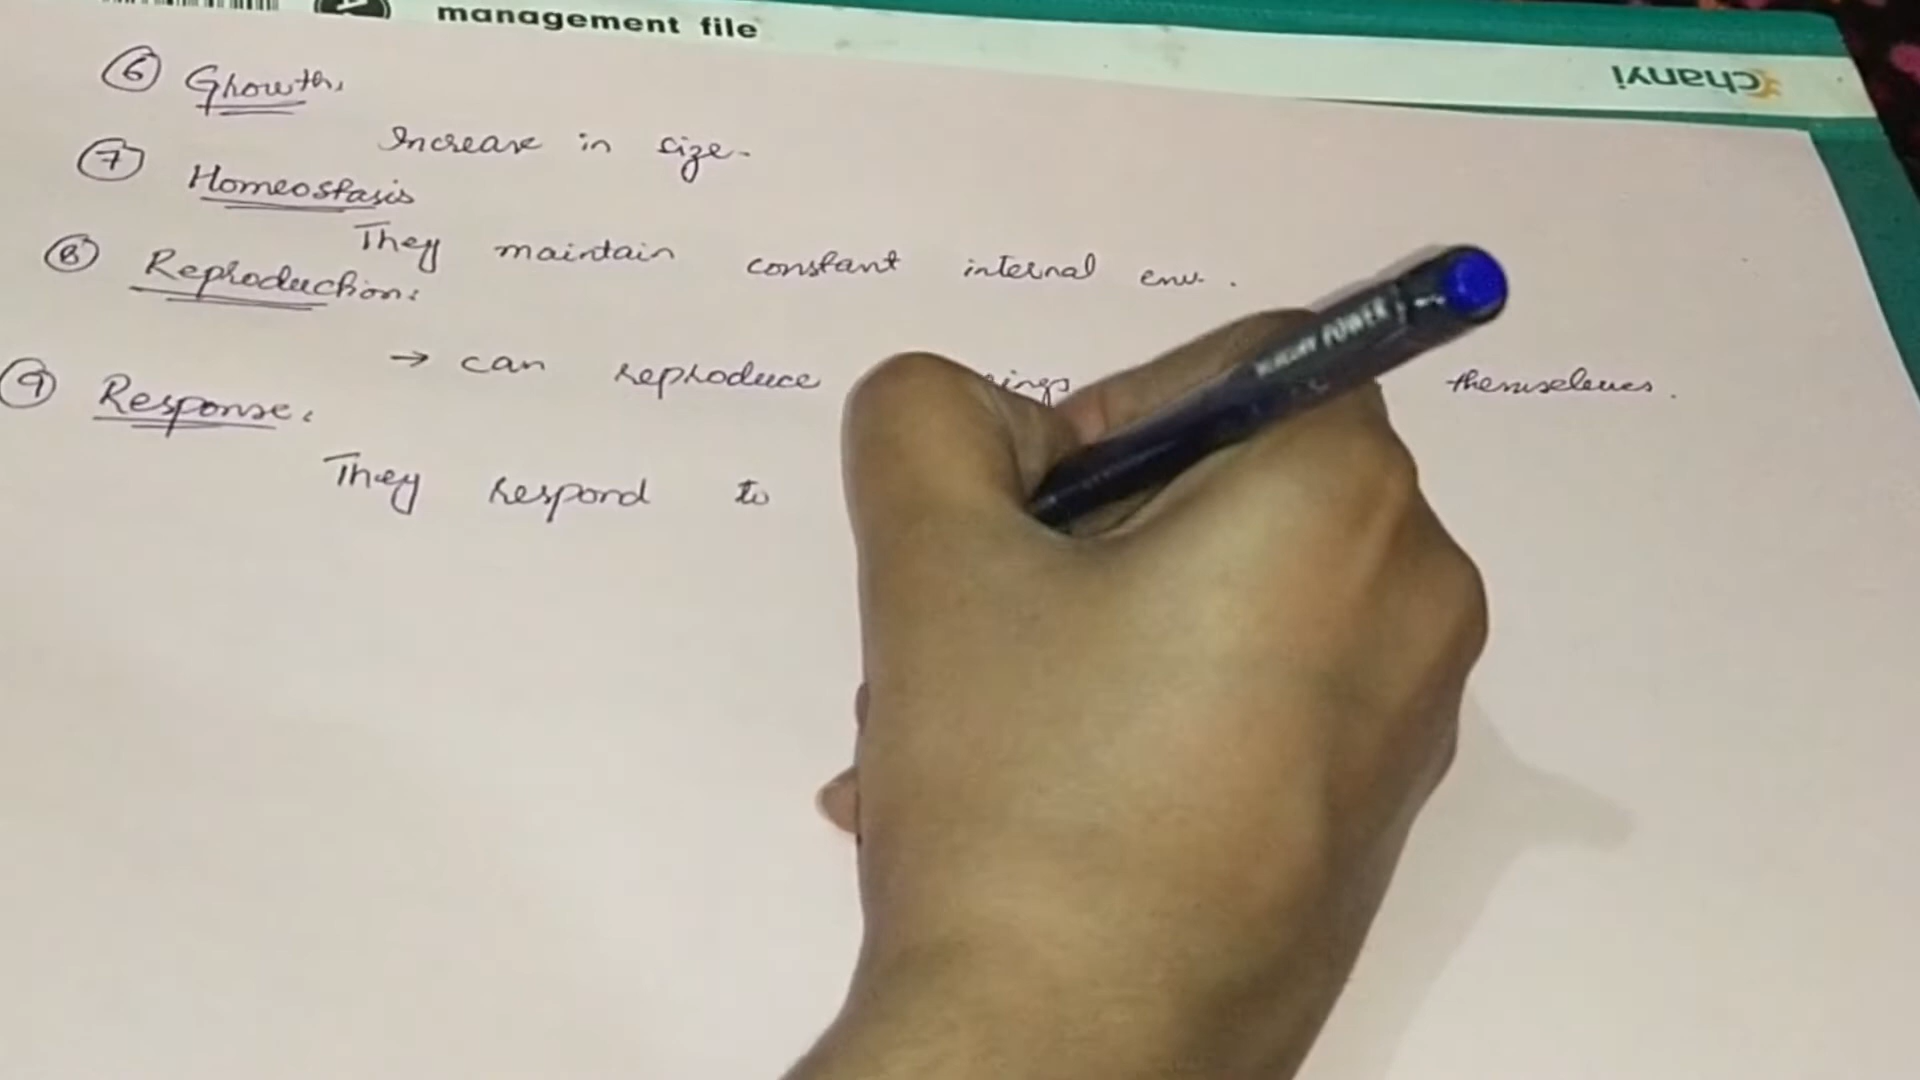 management file
chanyi
6 Growth,
Increase in size.
7 Homeostasis
They maintain constant internal env.
8 Reproduction:
→ can reproduce themselves.
9 Response:
They respond to